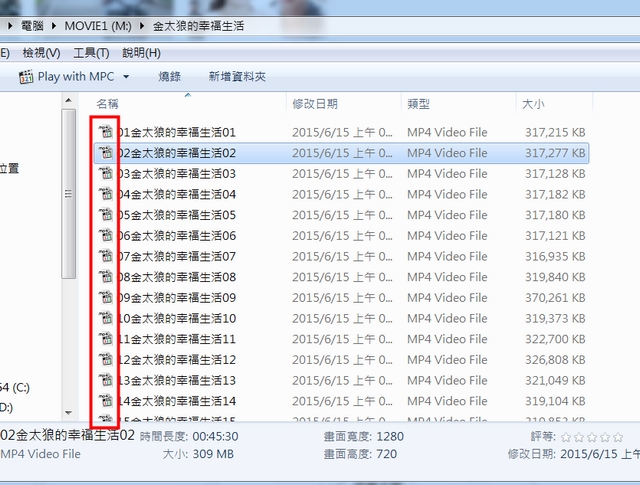 電腦 ▸ MOVIE1 (M:) ▸ 金太狼的幸福生活
E) 檢視(V) 工具(T) 說明(H)
Play with MPC 燒錄 新增資料夾
名稱 修改日期 類型 大小
01金太狼的幸福生活01 2015/6/15 上午 0... MP4 Video File 317,215 KB
02金太狼的幸福生活02 2015/6/15 上午 0... MP4 Video File 317,277 KB
位置 03金太狼的幸福生活03 2015/6/15 上午 0... MP4 Video File 317,128 KB
04金太狼的幸福生活04 2015/6/15 上午 0... MP4 Video File 317,182 KB
05金太狼的幸福生活05 2015/6/15 上午 0... MP4 Video File 317,180 KB
06金太狼的幸福生活06 2015/6/15 上午 0... MP4 Video File 317,121 KB
07金太狼的幸福生活07 2015/6/15 上午 0... MP4 Video File 316,935 KB
08金太狼的幸福生活08 2015/6/15 上午 0... MP4 Video File 319,840 KB
09金太狼的幸福生活09 2015/6/15 上午 0... MP4 Video File 370,261 KB
10金太狼的幸福生活10 2015/6/15 上午 0... MP4 Video File 319,373 KB
11金太狼的幸福生活11 2015/6/15 上午 0... MP4 Video File 322,700 KB
12金太狼的幸福生活12 2015/6/15 上午 0... MP4 Video File 326,808 KB
54 (C:) 13金太狼的幸福生活13 2015/6/15 上午 0... MP4 Video File 321,049 KB
D:) 14金太狼的幸福生活14 2015/6/15 上午 0... MP4 Video File 319,104 KB
15金太狼的幸福生活15 2015/6/15 上午 0... MP4 Video File 319,853 KB
02金太狼的幸福生活02 時間長度: 00:45:30 畫面寬度: 1280 評等:
MP4 Video File 大小: 309 MB 畫面高度: 720 修改日期: 2015/6/15 上午